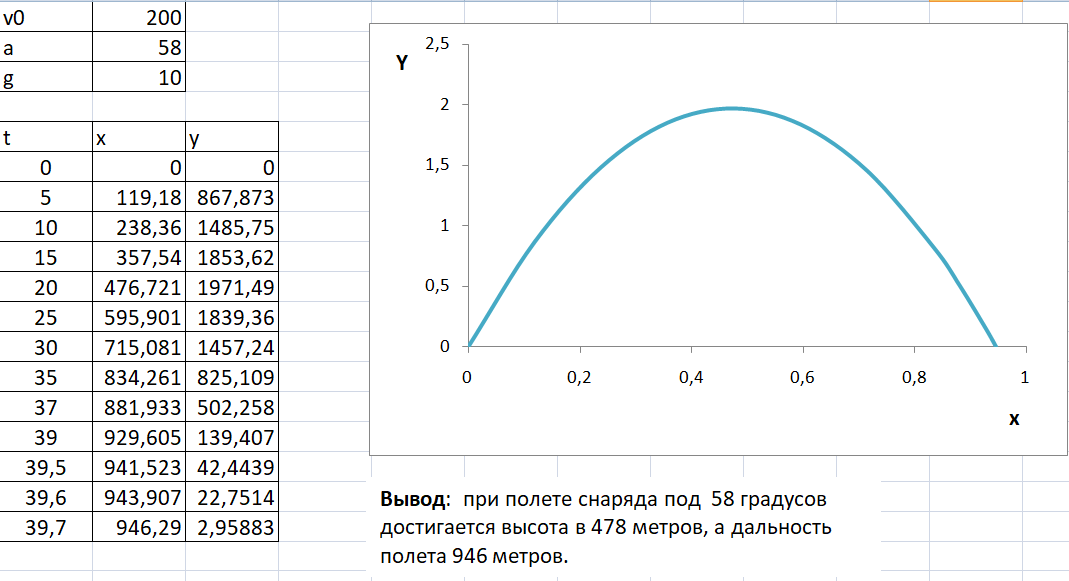 v0 200
a 58
g 10
t x y
0 0 0
5 119,18 867,873
10 238,36 1485,75
15 357,54 1853,62
20 476,721 1971,49
25 595,901 1839,36
30 715,081 1457,24
35 834,261 825,109
37 881,933 502,258
39 929,605 139,407
39,5 941,523 42,4439
39,6 943,907 22,7514
39,7 946,29 2,95883
Y
2,5
2
1,5
1
0,5
0
0 0,2 0,4 0,6 0,8 1
x
Вывод: при полете снаряда под 58 градусов
достигается высота в 478 метров, а дальность
полета 946 метров.